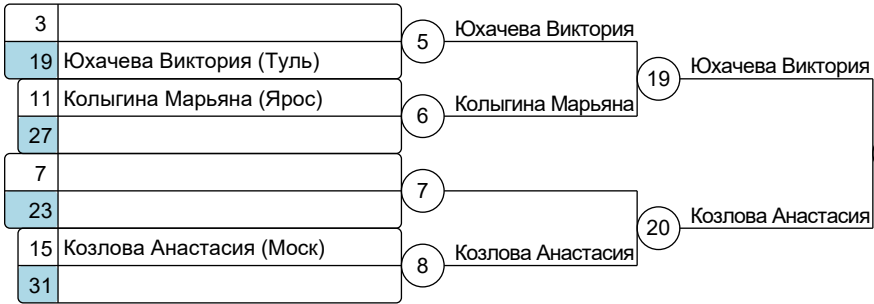 3
5
Юхачева Виктория
19 Юхачева Виктория (Туль)
19
Юхачева Виктория
11 Колыгина Марьяна (Ярос)
6
Колыгина Марьяна
27
7
7
23
20
Козлова Анастасия
15 Козлова Анастасия (Моск)
8
Козлова Анастасия
31